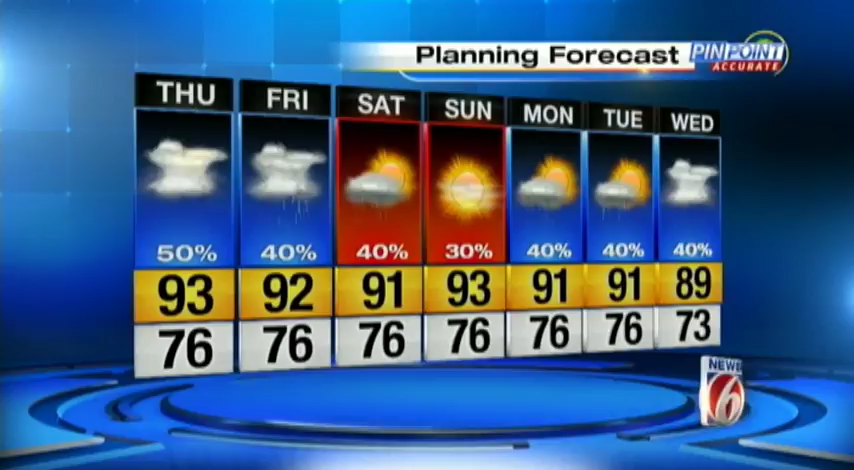 Planning Forecast
PINPOINT
ACCURATE
THU FRI SAT SUN MON TUE WED
50% 40% 40% 30% 40% 40% 40%
93 92 91 93 91 91 89
76 76 76 76 76 76 73
NEWS
6